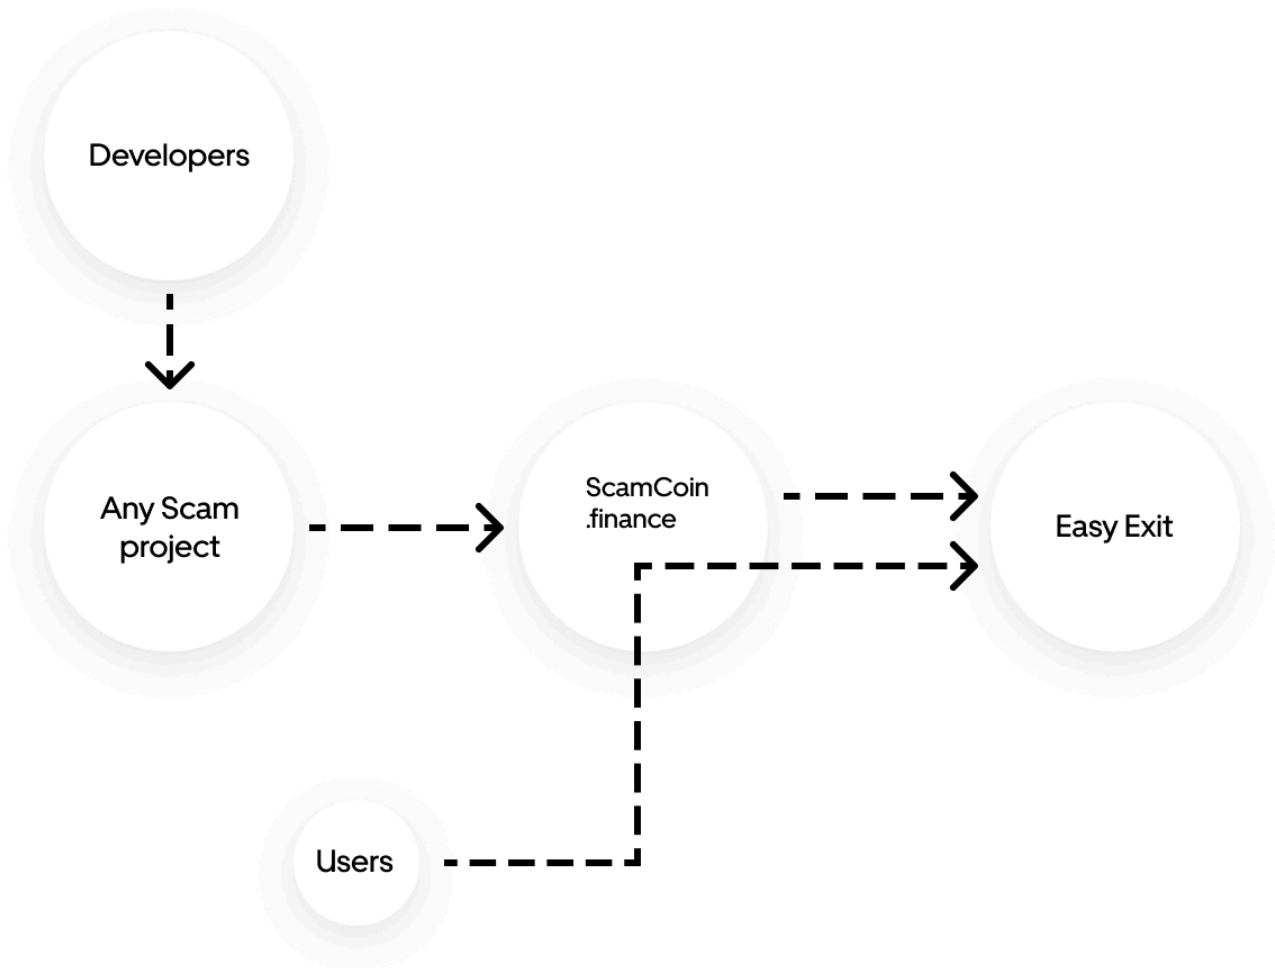 Developers
Any Scam
project
ScamCoin
.finance
Easy Exit
Users